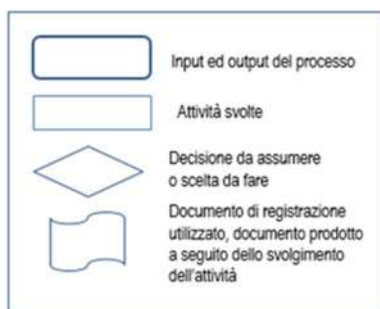 Input ed output del processo
Attività svolte
Decisione da assumere
o scelta da fare
Documento di registrazione
utilizzato, documento prodotto
a seguito dello svolgimento
dell'attività